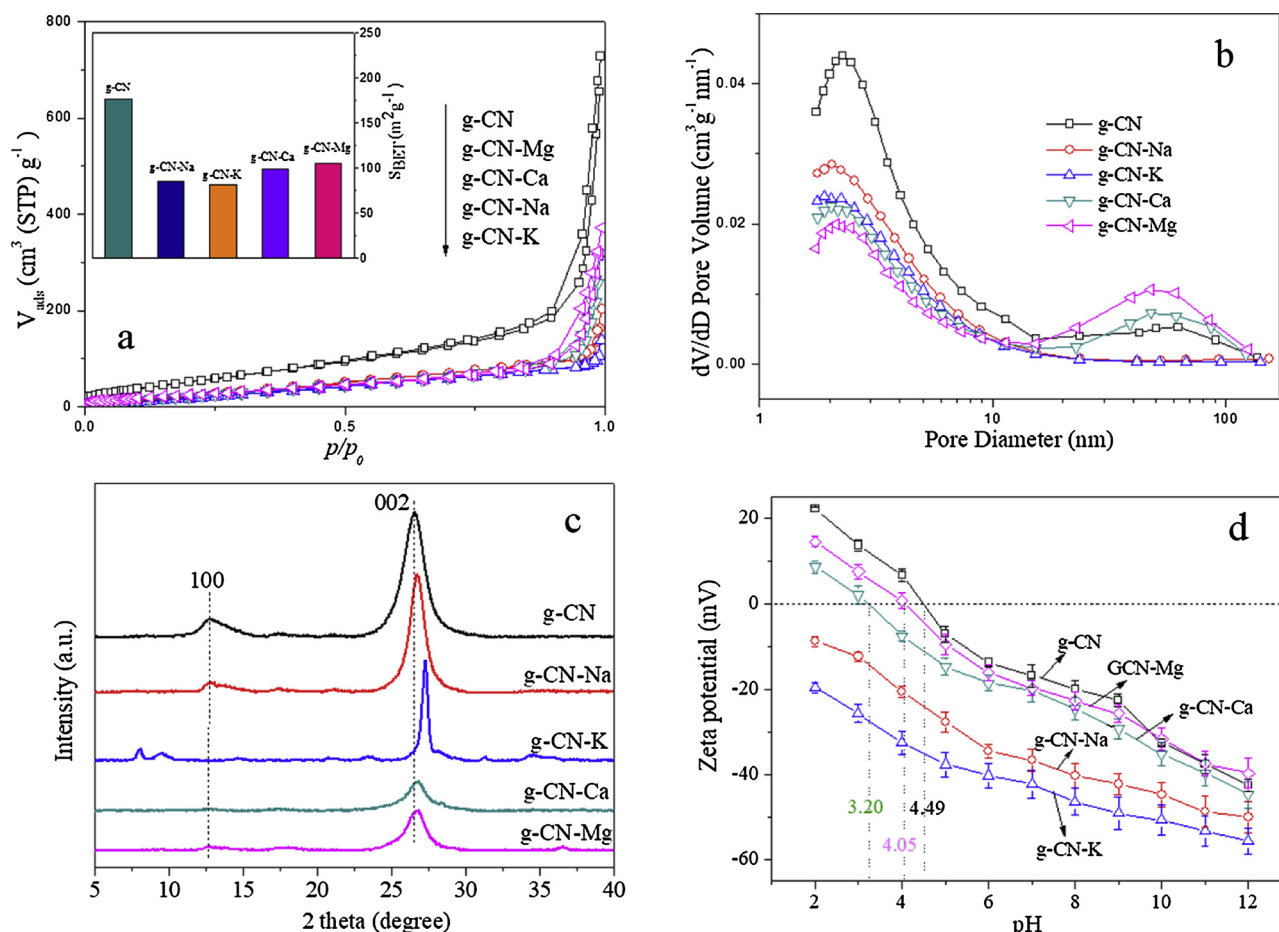 800
600
400
200
0
V_ads (cm³ (STP) g⁻¹)
0.0
0.5
1.0
p/p₀
a
g-CN
g-CN-Na
g-CN-K
g-CN-Ca
g-CN-Mg
250
200
150
100
50
0
S_BET (m²g⁻¹)
g-CN
g-CN-Mg
g-CN-Ca
g-CN-Na
g-CN-K
b
0.04
0.02
0.00
dV/dD Pore Volume (cm³g⁻¹nm⁻¹)
1
10
100
Pore Diameter (nm)
g-CN
g-CN-Na
g-CN-K
g-CN-Ca
g-CN-Mg
c
100
002
g-CN
g-CN-Na
g-CN-K
g-CN-Ca
g-CN-Mg
Intensity (a.u.)
5
10
15
20
25
30
35
40
2 theta (degree)
d
20
0
-20
-40
-60
Zeta potential (mV)
g-CN
GCN-Mg
g-CN-Ca
g-CN-Na
g-CN-K
3.20
4.05
4.49
2
4
6
8
10
12
pH